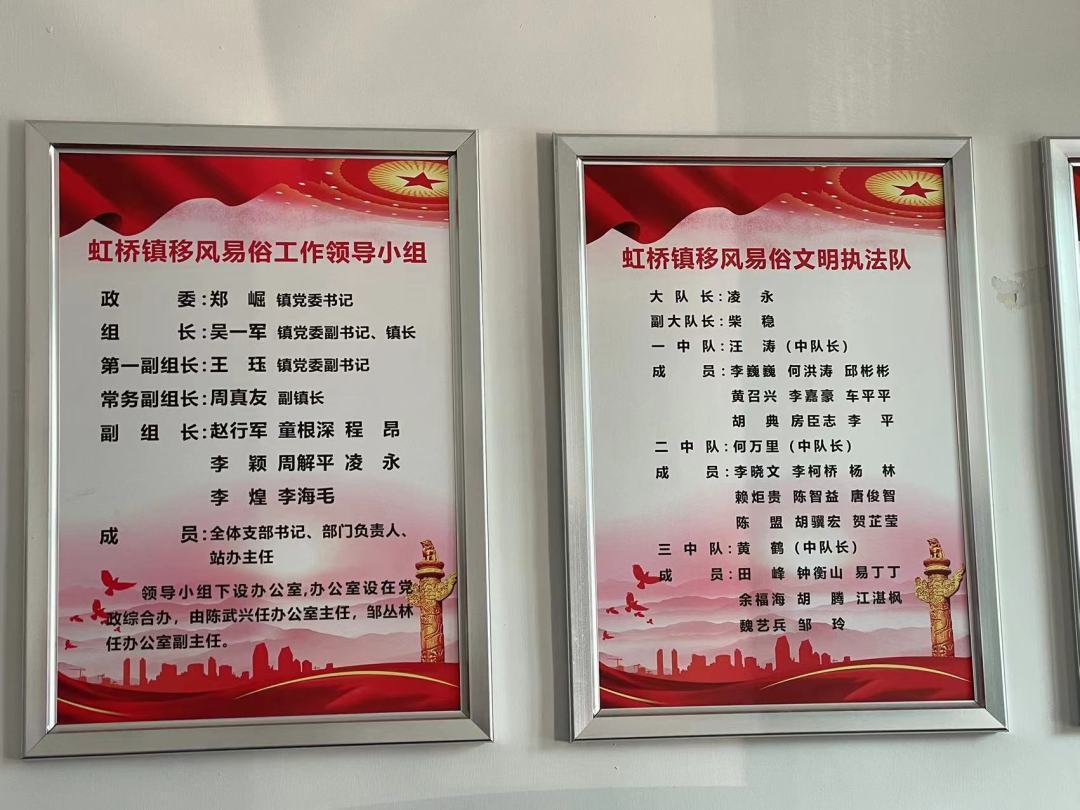 虹桥镇移风易俗工作领导小组
政 委:郑 崛 镇党委书记
组 长:吴一军 镇党委副书记、镇长
第一副组长:王 珏 镇党委副书记
常务副组长:周真友 副镇长
副 组 长:赵行军 童根深 程 昂
李 颖 周解平 凌 永
李 煌 李海毛
成 员:全体支部书记、部门负责人、
站办主任
领导小组下设办公室,办公室设在党
政综合办，由陈武兴任办公室主任，邹丛林
任办公室副主任。
虹桥镇移风易俗文明执法队
大 队 长:凌 永
副大队长:柴 稳
一 中 队:汪 涛（中队长）
成 员:李巍巍 何洪涛 邱彬彬
黄召兴 李嘉豪 车平平
胡 典 房臣志 李 平
二 中 队:何万里（中队长）
成 员:李晓文 李柯桥 杨 林
赖炬贵 陈智益 唐俊智
陈 盟 胡骥宏 贺芷莹
三 中 队:黄 鹤（中队长）
成 员:田 峰 钟衡山 易丁丁
余福海 胡 腾 江湛枫
魏艺兵 邹 玲